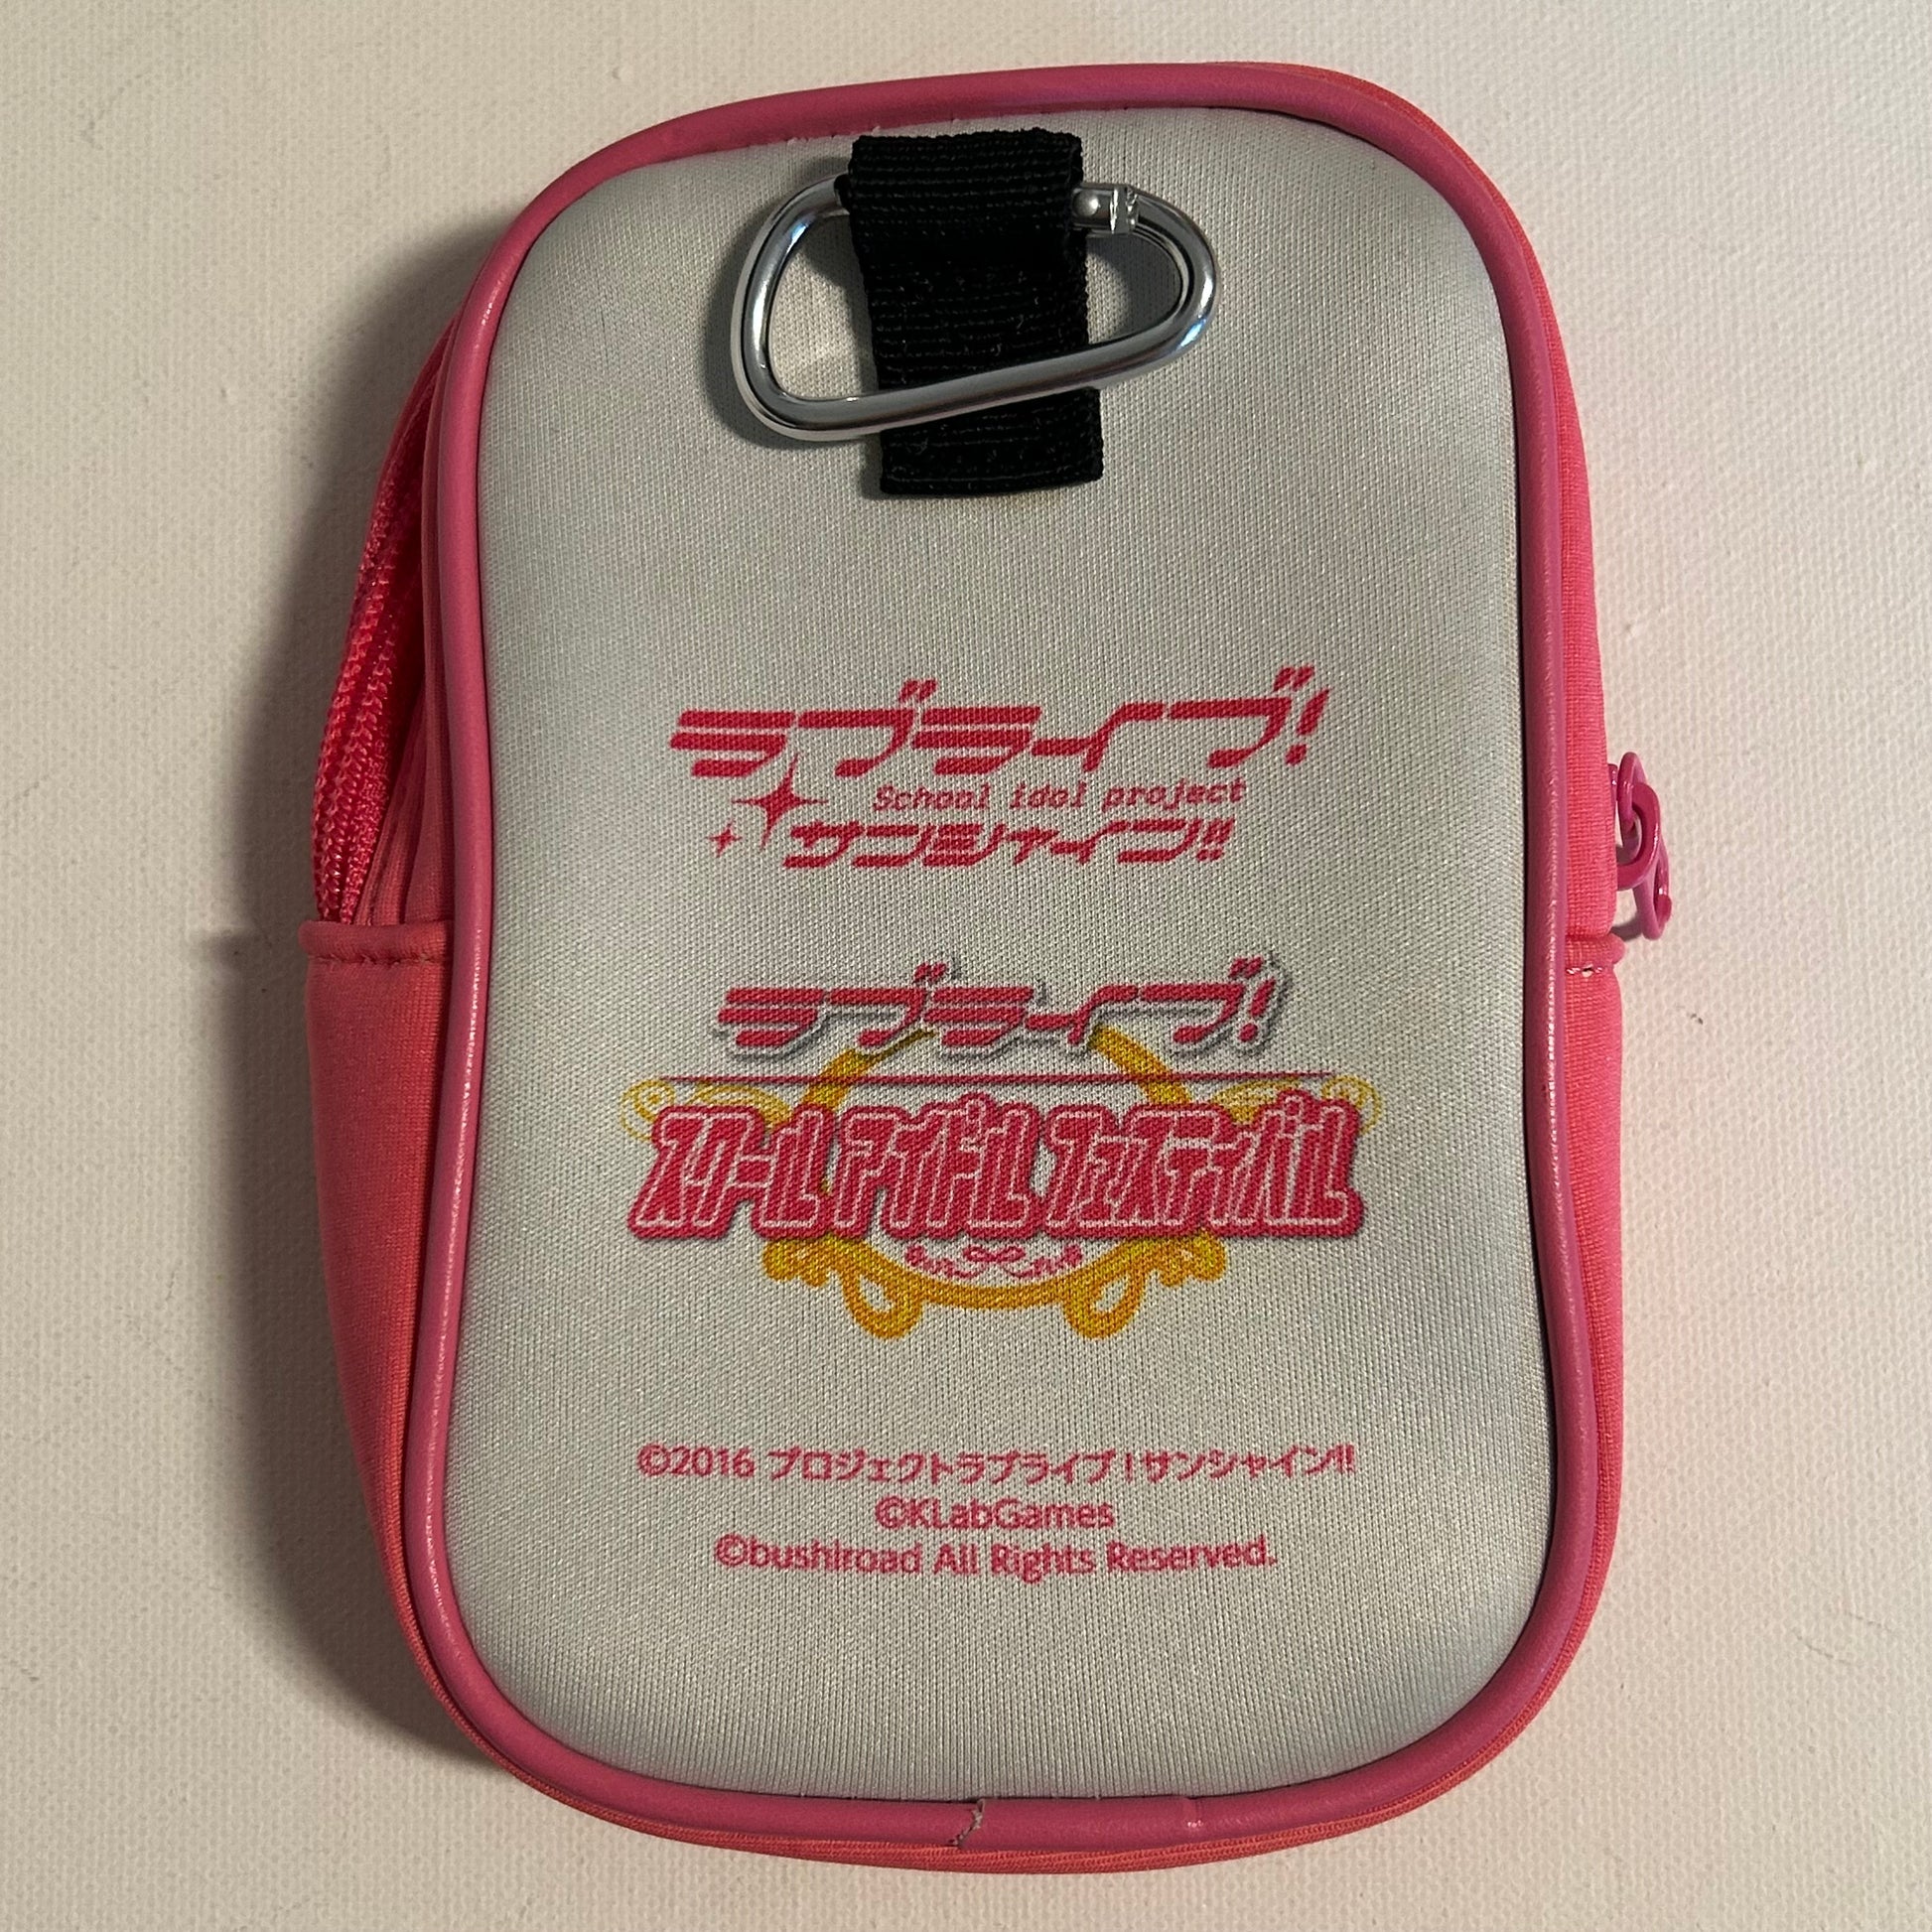 ラブライブ!
School idol project
サンシャイン!!
ラブライブ!
スクールアイドルフェスティバル
©2016 プロジェクトラブライブ!サンシャイン!!
©KLabGames
©bushiroad All Rights Reserved.